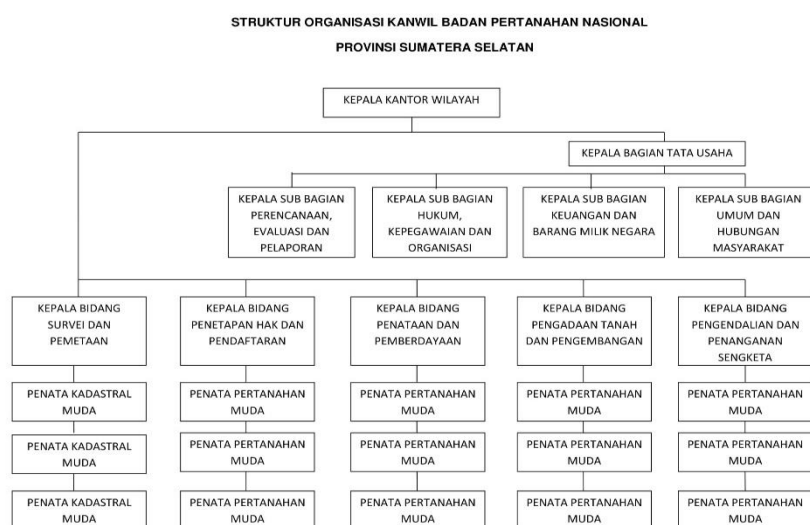 STRUKTUR ORGANISASI KANWIL BADAN PERTANAHAN NASIONAL
PROVINSI SUMATERA SELATAN
KEPALA KANTOR WILAYAH
KEPALA BAGIAN TATA USAHA
KEPALA SUB BAGIAN
PERENCANAAN,
EVALUASI DAN
PELAPORAN
KEPALA SUB BAGIAN
HUKUM,
KEPEGAWAIAN DAN
ORGANISASI
KEPALA SUB BAGIAN
KEUANGAN DAN
BARANG MILIK NEGARA
KEPALA SUB BAGIAN
UMUM DAN
HUBUNGAN
MASYARAKAT
KEPALA BIDANG
SURVEI DAN
PEMETAAN
KEPALA BIDANG
PENETAPAN HAK DAN
PENDAFTARAN
KEPALA BIDANG
PENATAAN DAN
PEMBERDAYAAN
KEPALA BIDANG
PENGADAAN TANAH
DAN PENGEMBANGAN
KEPALA BIDANG
PENGENDALIAN DAN
PENANGANAN
SENGKETA
PENATA KADASTRAL
MUDA
PENATA PERTANAHAN
MUDA
PENATA PERTANAHAN
MUDA
PENATA PERTANAHAN
MUDA
PENATA PERTANAHAN
MUDA
PENATA KADASTRAL
MUDA
PENATA PERTANAHAN
MUDA
PENATA PERTANAHAN
MUDA
PENATA PERTANAHAN
MUDA
PENATA PERTANAHAN
MUDA
PENATA KADASTRAL
MUDA
PENATA PERTANAHAN
MUDA
PENATA PERTANAHAN
MUDA
PENATA PERTANAHAN
MUDA
PENATA PERTANAHAN
MUDA